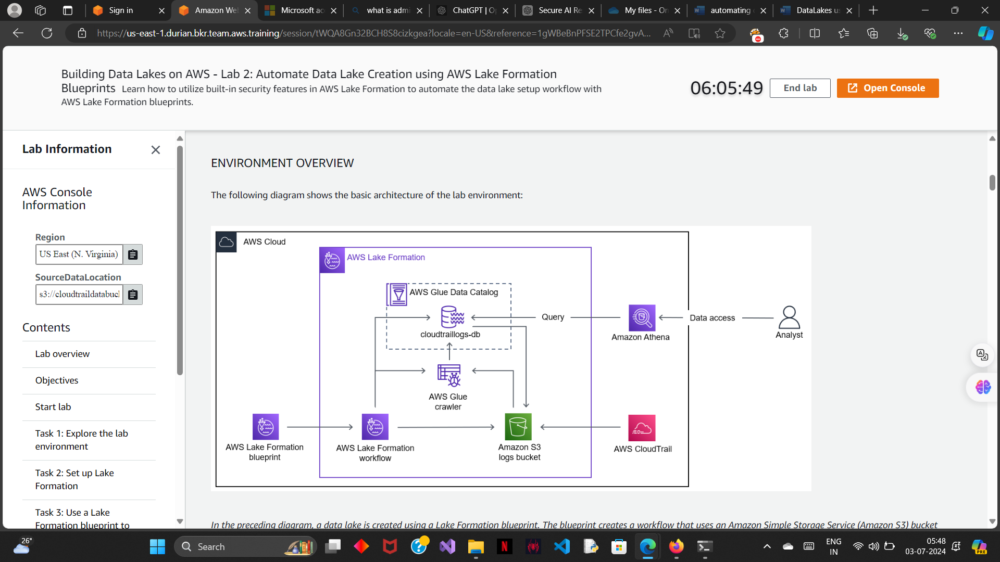 Sign in
Amazon We
Microsoft ac
what is admi
ChatGPT | O
Secure AI Re
My files - On
automating
DataLakes us
https://us-east-1.durian.bkr.team.aws.training/session/tWQA8Gn32BCH8S8cizkgea?locale=en-US&reference=1gWBeBnPFSE2TPCfe2gvA...
Building Data Lakes on AWS - Lab 2: Automate Data Lake Creation using AWS Lake Formation
Blueprints Learn how to utilize built-in security features in AWS Lake Formation to automate the data lake setup workflow with
AWS Lake Formation blueprints.
06:05:49
End lab
Open Console
Lab Information
AWS Console
Information
Region
US East (N. Virginia)
SourceDataLocation
s3://cloudtraildatabucl
Contents
Lab overview
Objectives
Start lab
Task 1: Explore the lab
environment
Task 2: Set up Lake
Formation
Task 3: Use a Lake
Formation blueprint to
ENVIRONMENT OVERVIEW
The following diagram shows the basic architecture of the lab environment:
AWS Cloud
AWS Lake Formation
AWS Glue Data Catalog
cloudtraillogs-db
Query
Amazon Athena
Data access
Analyst
AWS Glue
crawler
AWS Lake Formation
blueprint
AWS Lake Formation
workflow
Amazon S3
logs bucket
AWS CloudTrail
In the preceding diagram, a data lake is created using a Lake Formation blueprint. The blueprint creates a workflow that uses an Amazon Simple Storage Service (Amazon S3) bucket
26°
Search
ENG
IN
05:48
03-07-2024
PRE